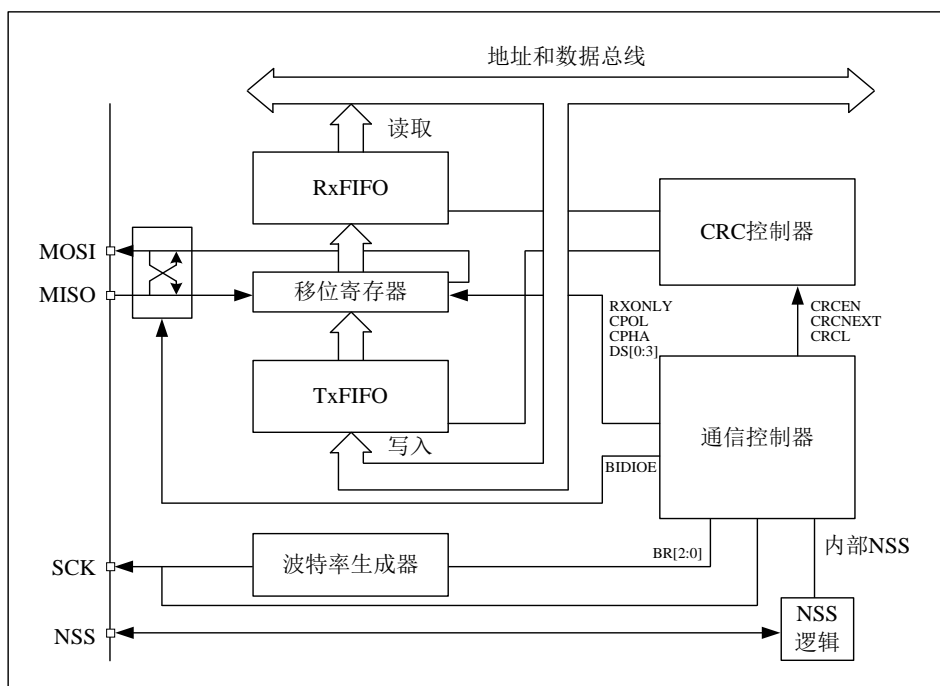 地址和数据总线
读取
RxFIFO
CRC控制器
MOSI
MISO
移位寄存器
RXONLY
CPOL
CPHA
DS[0:3]
CRCEN
CRCNEXT
CRCL
TxFIFO
通信控制器
写入
BIDIOE
SCK
波特率生成器
BR[2:0]
内部NSS
NSS
NSS
逻辑